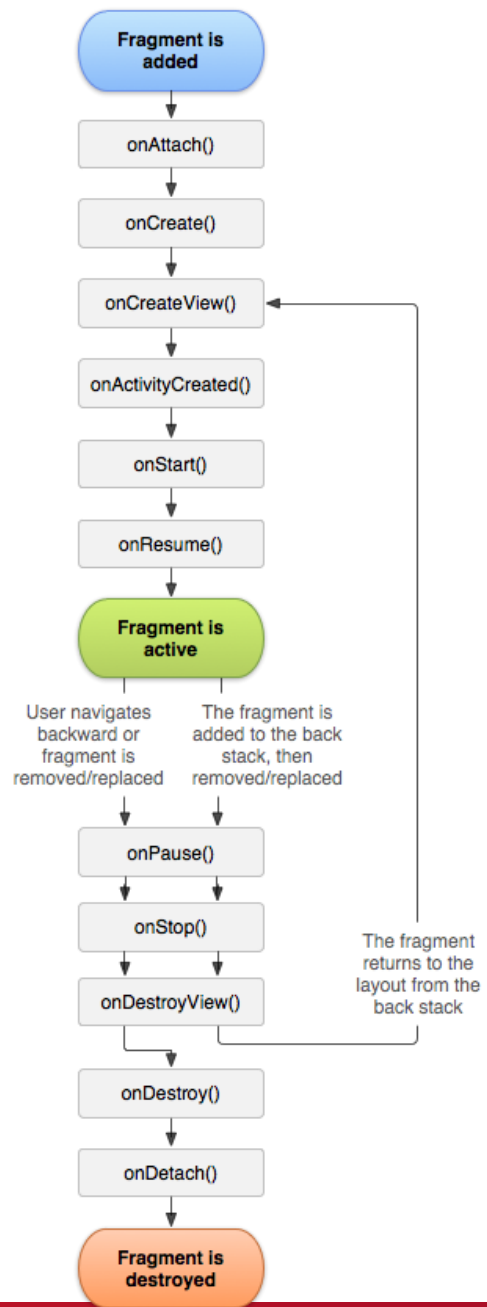 Fragment is
added
onAttach()
onCreate()
onCreateView()
onActivityCreated()
onStart()
onResume()
Fragment is
active
User navigates
backward or
fragment is
removed/replaced
The fragment is
added to the back
stack, then
removed/replaced
onPause()
onStop()
The fragment
returns to the
layout from the
back stack
onDestroyView()
onDestroy()
onDetach()
Fragment is
destroyed